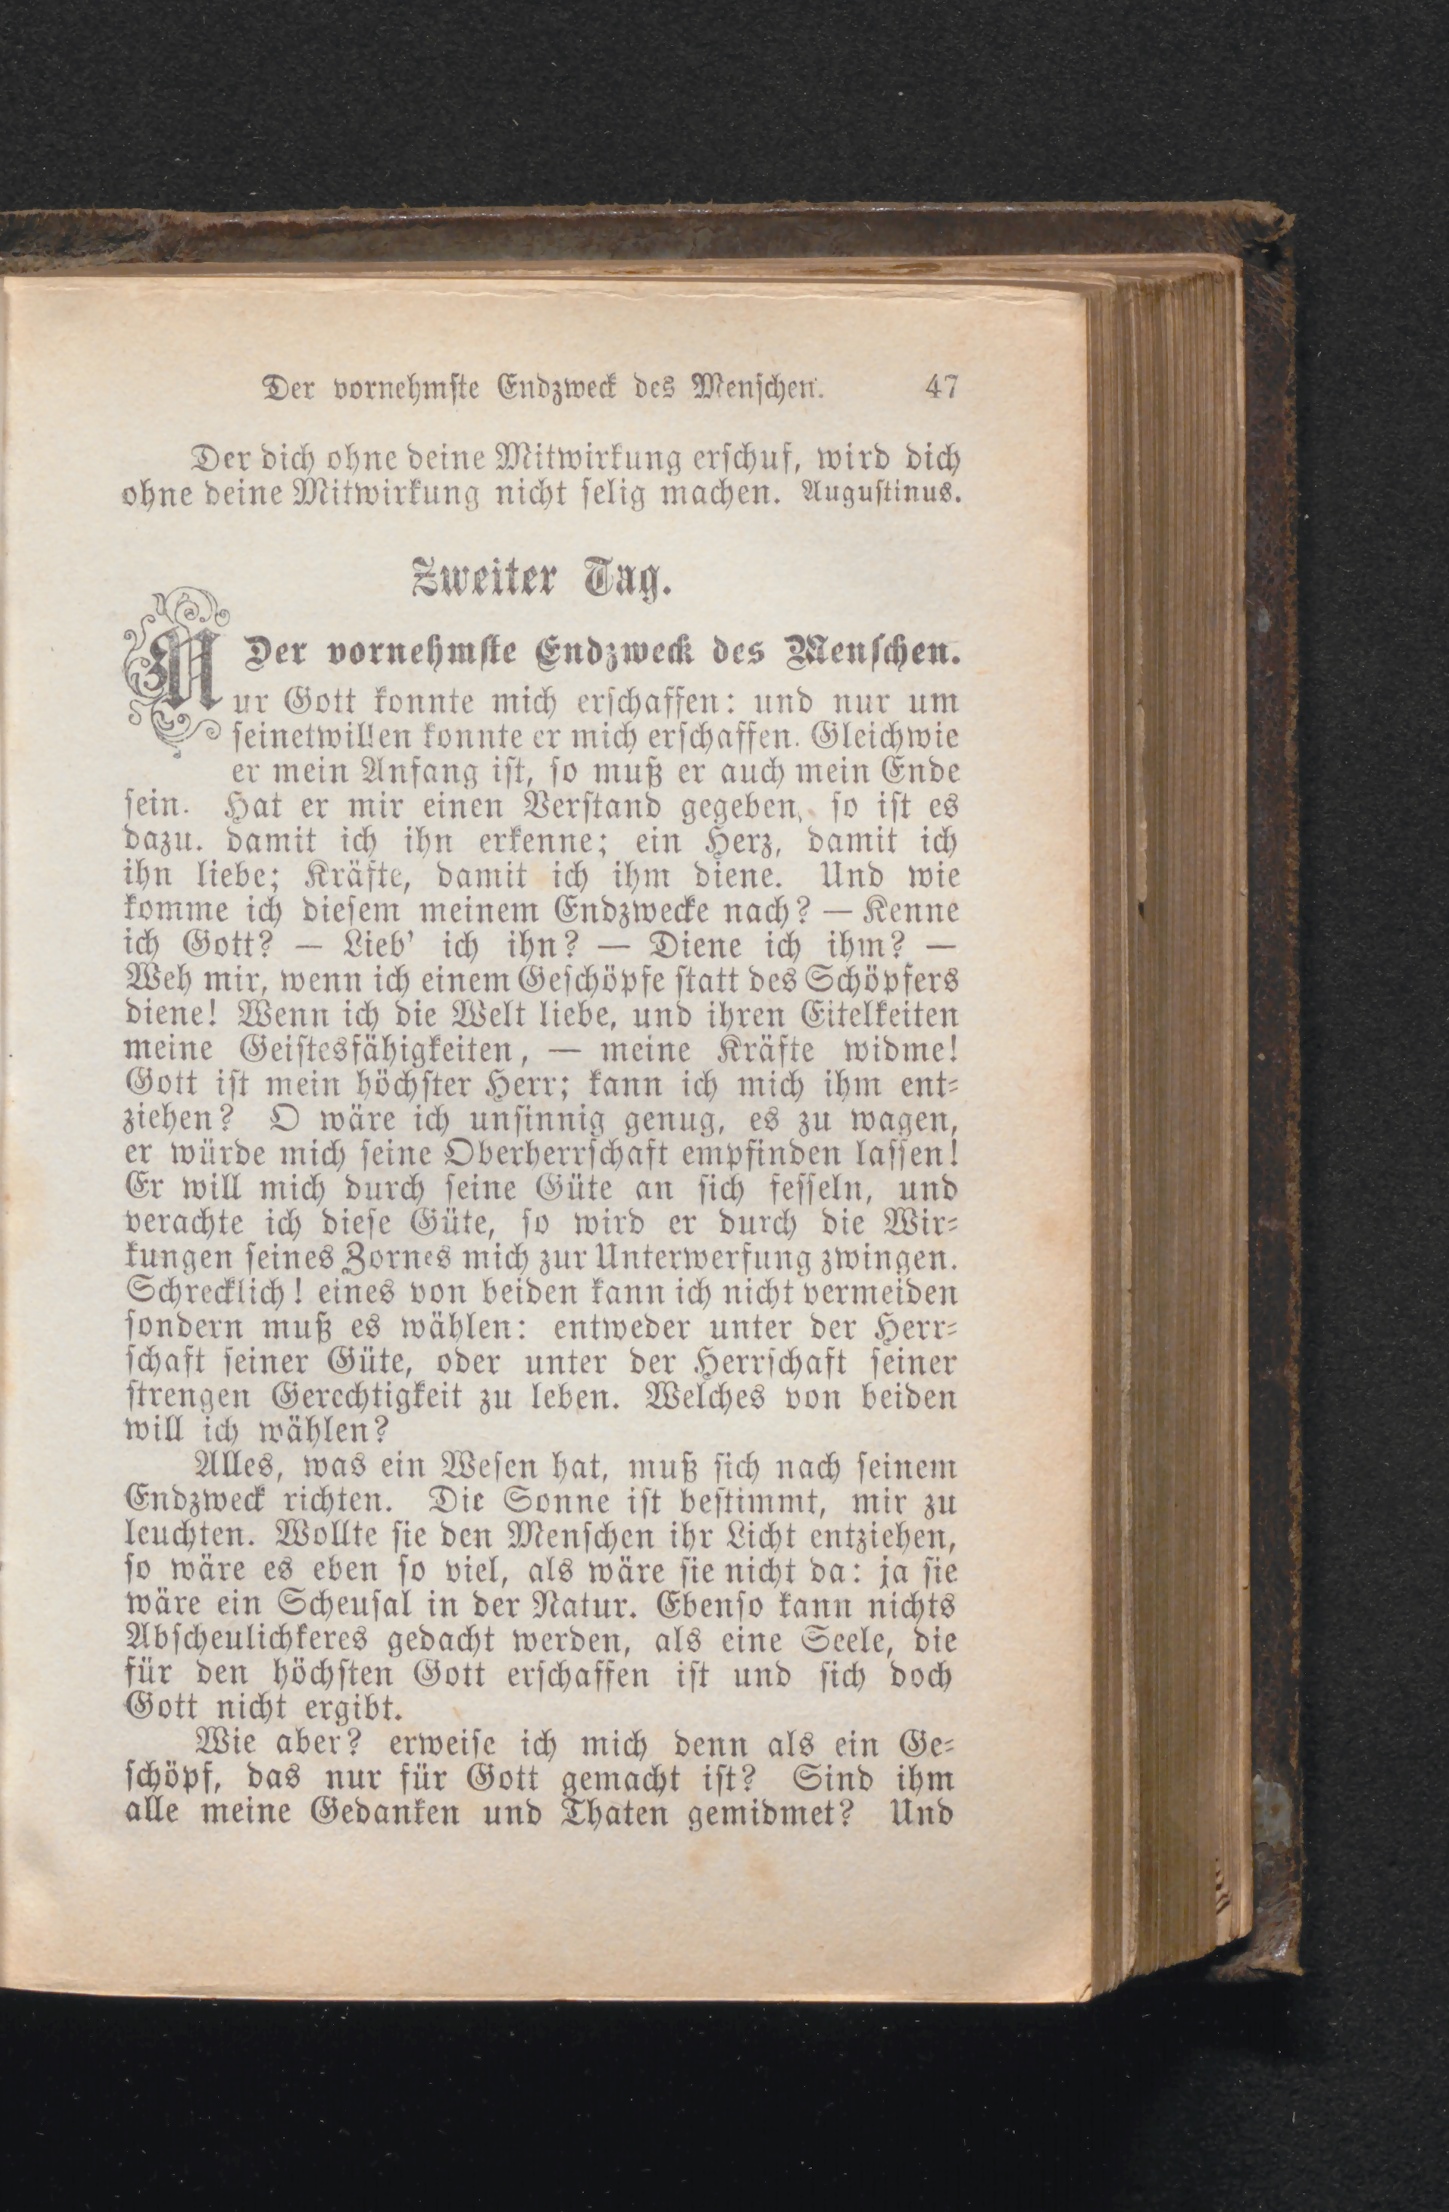 Der vornehmste Endzweck des Menschen. 47
Der dich ohne deine Mitwirkung erschuf, wird dich
ohne deine Mitwirkung nicht selig machen. Augustinus.
Zweiter Tag.
Der vornehmste Endzweck des Menschen.
Nur Gott konnte mich erschaffen: und nur um
seinetwillen konnte er mich erschaffen. Gleichwie
er mein Anfang ist, so muß er auch mein Ende
sein. Hat er mir einen Verstand gegeben, so ist es
dazu. damit ich ihn erkenne; ein Herz, damit ich
ihn liebe; Kräfte, damit ich ihm diene. Und wie
komme ich diesem meinem Endzwecke nach? — Kenne
ich Gott? — Lieb' ich ihn? — Diene ich ihm? —
Weh mir, wenn ich einem Geschöpfe statt des Schöpfers
diene! Wenn ich die Welt liebe, und ihren Eitelkeiten
meine Geistesfähigkeiten, — meine Kräfte widme!
Gott ist mein höchster Herr; kann ich mich ihm ent-
ziehen? O wäre ich unsinnig genug, es zu wagen,
er würde mich seine Oberherrschaft empfinden lassen!
Er will mich durch seine Güte an sich fesseln, und
verachte ich diese Güte, so wird er durch die Wir-
kungen seines Zornes mich zur Unterwerfung zwingen.
Schrecklich! eines von beiden kann ich nicht vermeiden
sondern muß es wählen: entweder unter der Herr-
schaft seiner Güte, oder unter der Herrschaft seiner
strengen Gerechtigkeit zu leben. Welches von beiden
will ich wählen?
Alles, was ein Wesen hat, muß sich nach seinem
Endzweck richten. Die Sonne ist bestimmt, mir zu
leuchten. Wollte sie den Menschen ihr Licht entziehen,
so wäre es eben so viel, als wäre sie nicht da: ja sie
wäre ein Scheusal in der Natur. Ebenso kann nichts
Abscheulichkeres gedacht werden, als eine Seele, die
für den höchsten Gott erschaffen ist und sich doch
Gott nicht ergibt.
Wie aber? erweise ich mich denn als ein Ge-
schöpf, das nur für Gott gemacht ist? Sind ihm
alle meine Gedanken und Thaten gemidmet? Und